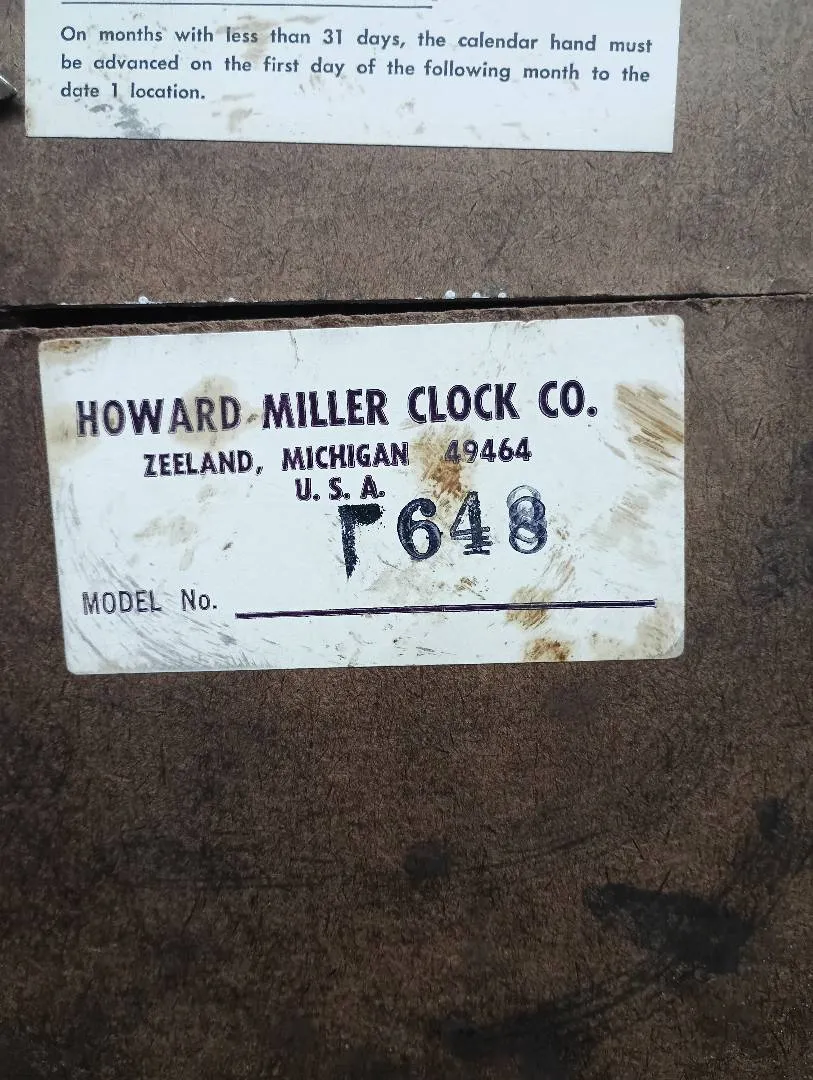 On months with less than 31 days, the calendar hand must
be advanced on the first day of the following month to the
date 1 location.
HOWARD MILLER CLOCK CO.
ZEELAND, MICHIGAN 49464
U. S. A.
648
MODEL No.